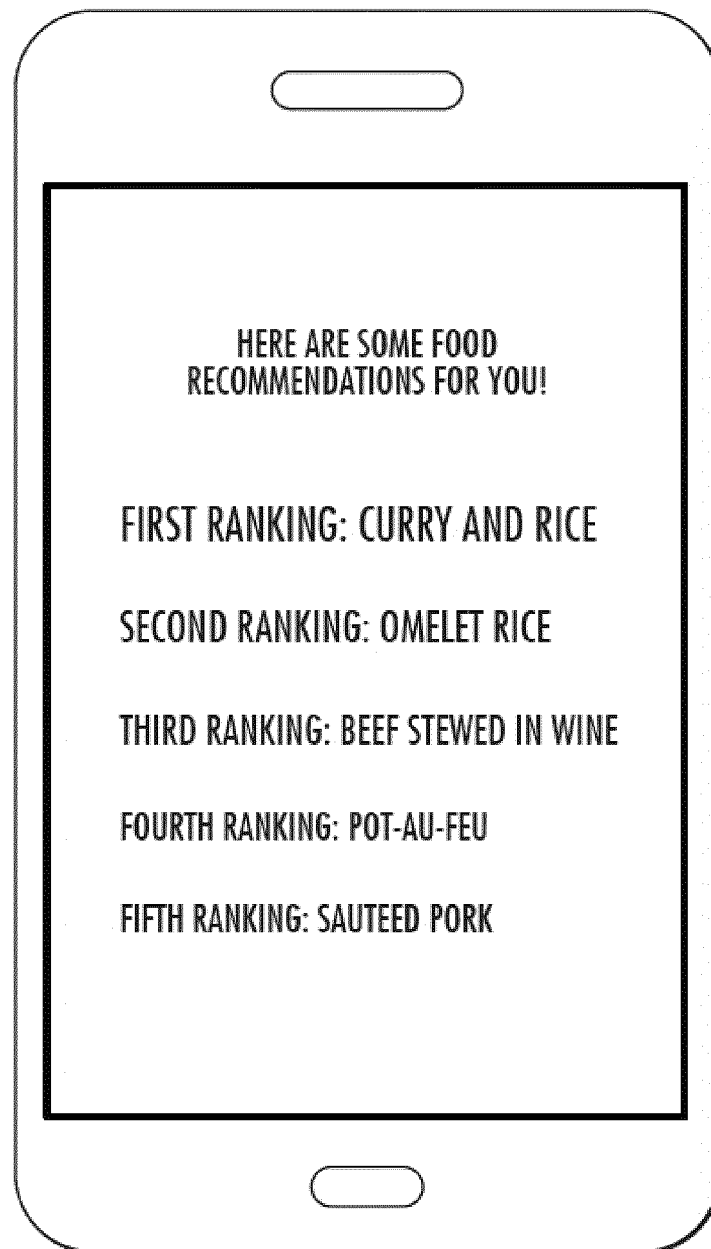 HERE ARE SOME FOOD
RECOMMENDATIONS FOR YOU!
FIRST RANKING: CURRY AND RICE
SECOND RANKING: OMELET RICE
THIRD RANKING: BEEF STEWED IN WINE
FOURTH RANKING: POT-AU-FEU
FIFTH RANKING: SAUTEED PORK